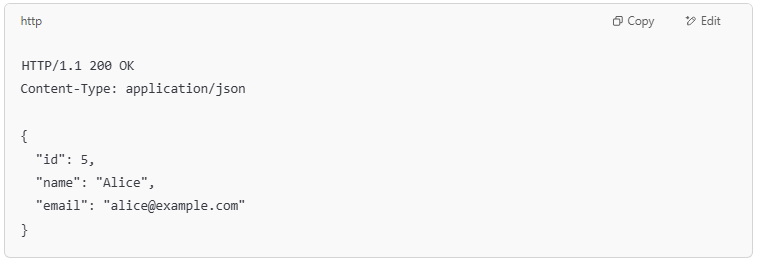 http
Copy
Edit
HTTP/1.1 200 OK
Content-Type: application/json
{
"id": 5,
"name": "Alice",
"email": "alice@example.com"
}